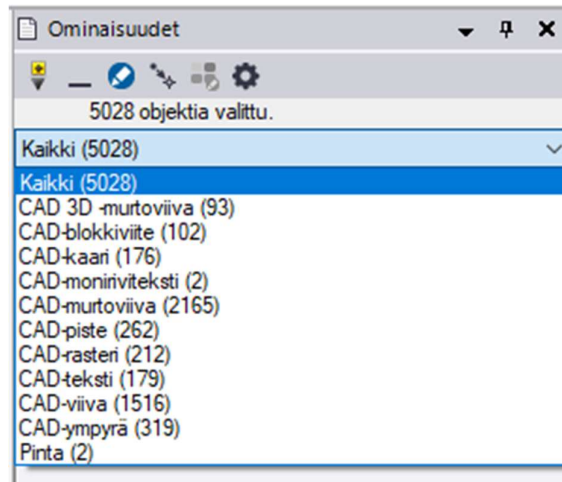 Ominaisuudet
5028 objektia valittu.
Kaikki (5028)
Kaikki (5028)
CAD 3D -murtoviiva (93)
CAD-blokkiviite (102)
CAD-kaari (176)
CAD-moniriviteksti (2)
CAD-murtoviiva (2165)
CAD-piste (262)
CAD-rasteri (212)
CAD-teksti (179)
CAD-viiva (1516)
CAD-ympyrä (319)
Pinta (2)